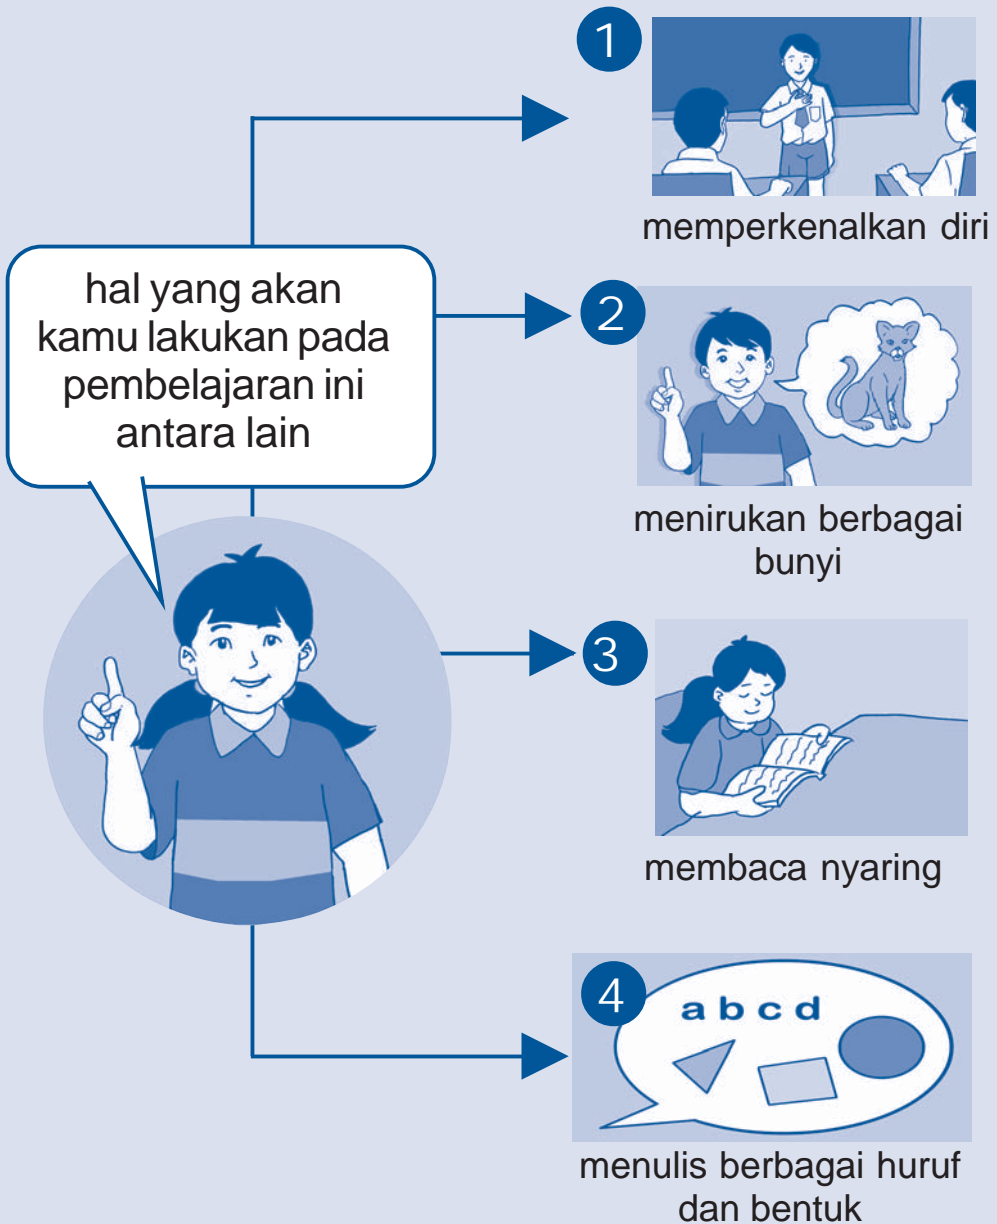 hal yang akan
kamu lakukan pada
pembelajaran ini
antara lain
1
memperkenalkan diri
2
menirukan berbagai
bunyi
3
membaca nyaring
4
a b c d
menulis berbagai huruf
dan bentuk